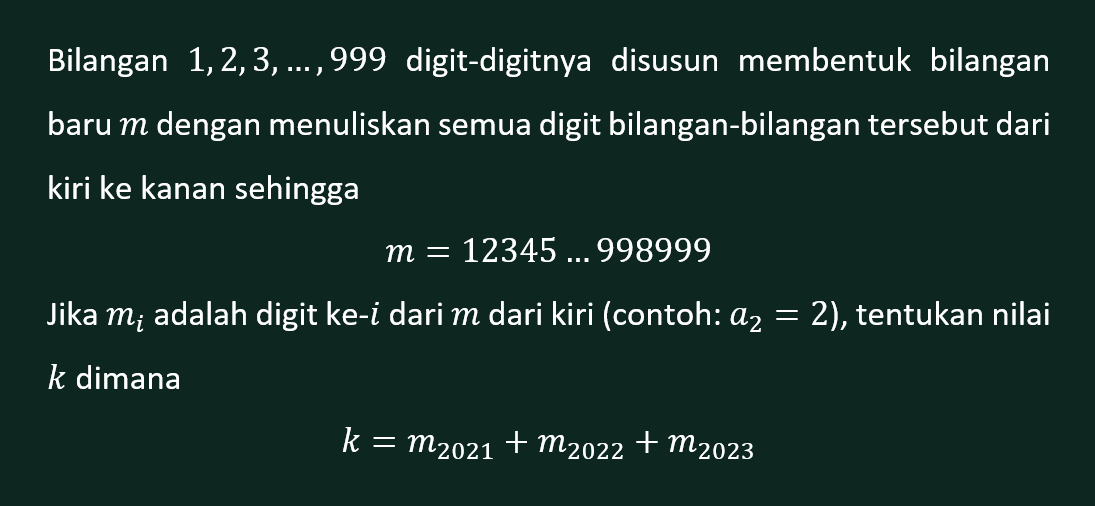 Bilangan 1, 2, 3, … , 999 digit-digitnya disusun membentuk bilangan
baru m dengan menuliskan semua digit bilangan-bilangan tersebut dari
kiri ke kanan sehingga
m = 12345 … 998999
Jika mᵢ adalah digit ke-i dari m dari kiri (contoh: a₂ = 2), tentukan nilai
k dimana
k = m₂₀₂₁ + m₂₀₂₂ + m₂₀₂₃